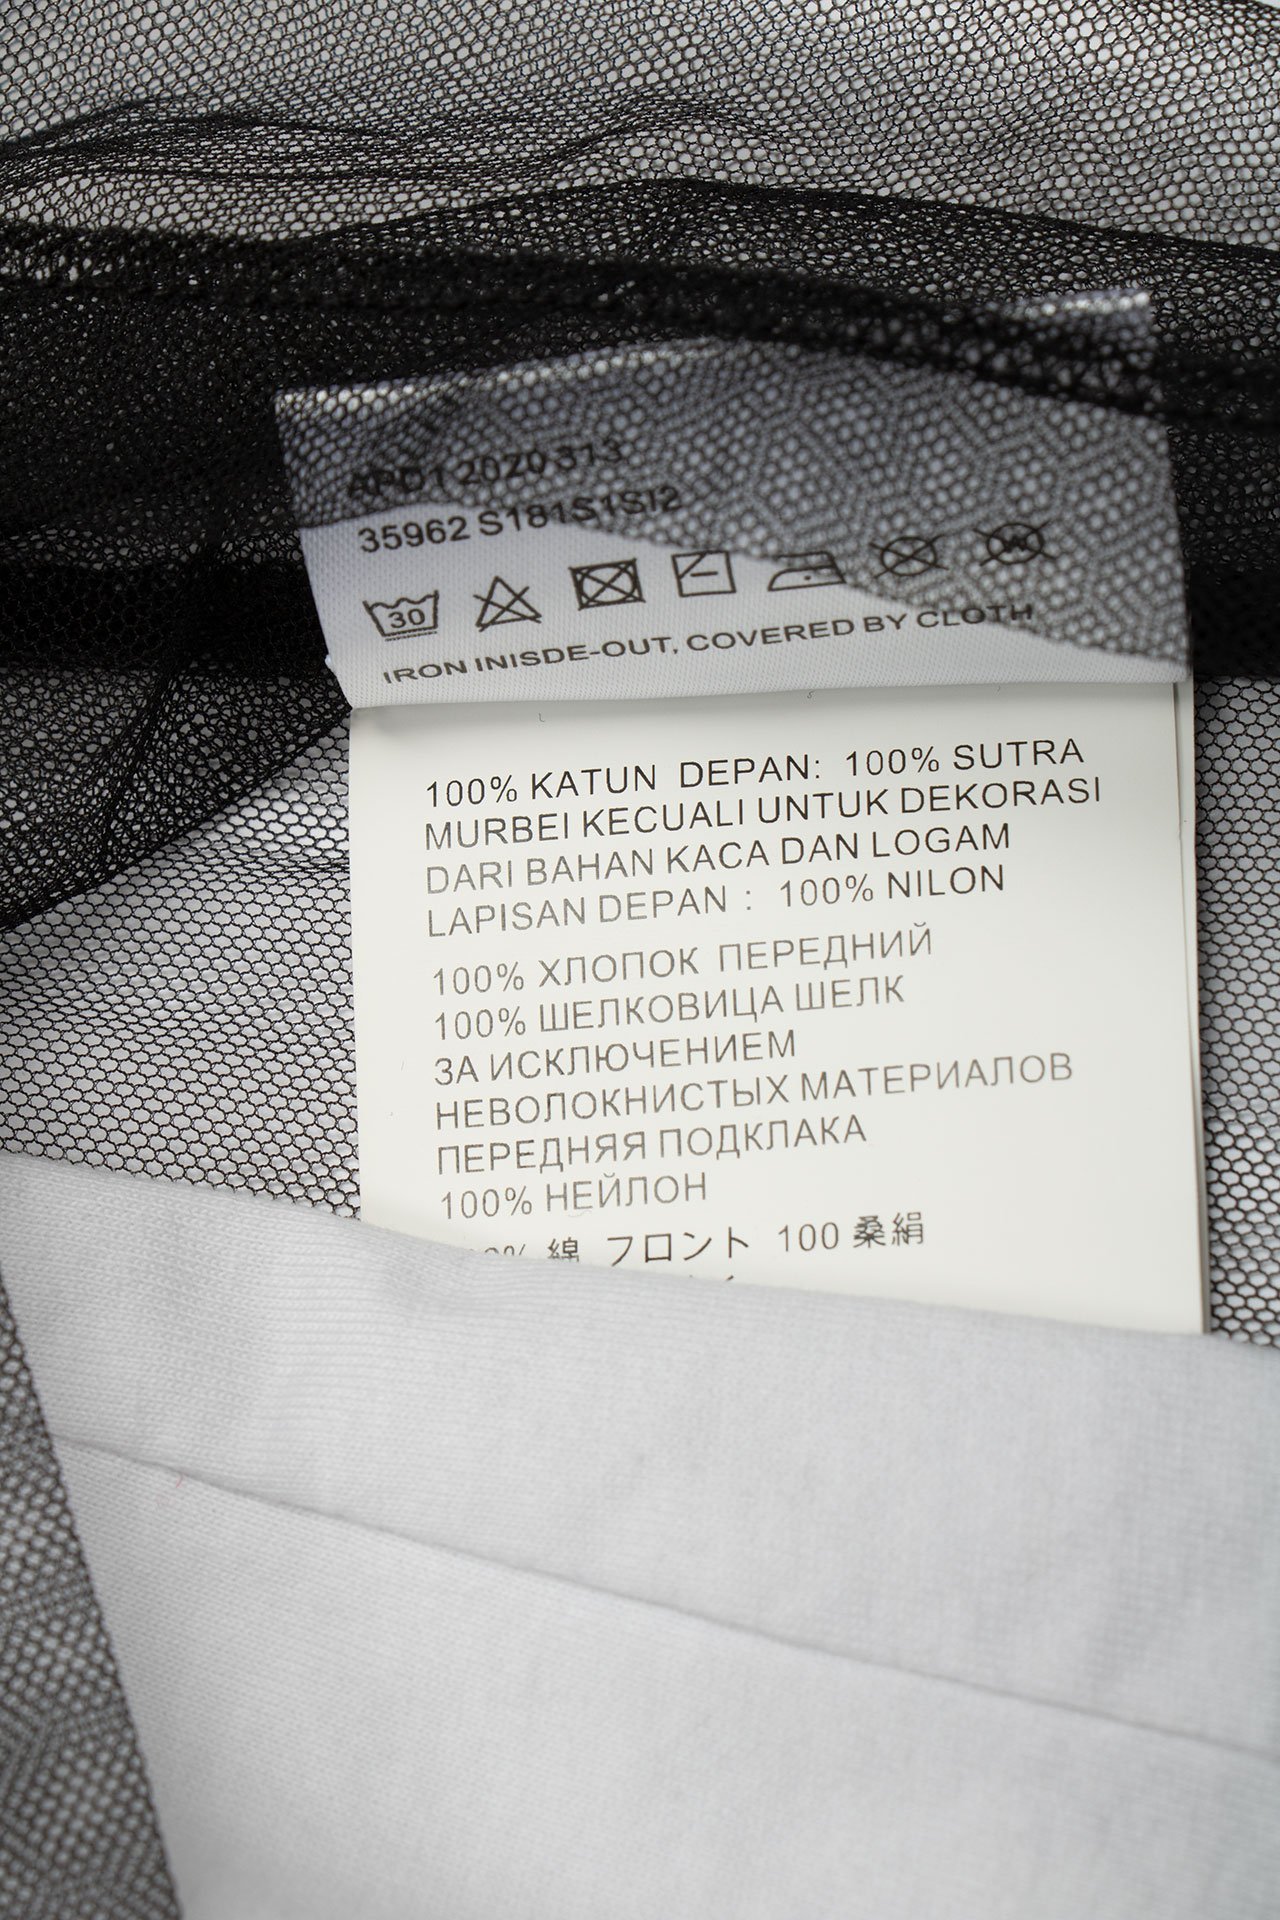 APD1 2020 313
35962 S181S1SI2
30
IRON INISDE-OUT, COVERED BY CLOTH
100% KATUN DEPAN: 100% SUTRA
MURBEI KECUALI UNTUK DEKORASI
DARI BAHAN KACA DAN LOGAM
LAPISAN DEPAN : 100% NILON
100% ХЛОПОК ПЕРЕДНИЙ
100% ШЕЛКОВИЦА ШЕЛК
ЗА ИСКЛЮЧЕНИЕМ
НЕВОЛОКНИСТЫХ МАТЕРИАЛОВ
ПЕРЕДНЯЯ ПОДКЛАКА
100% НЕЙЛОН
綿 フロント 100 桑絹